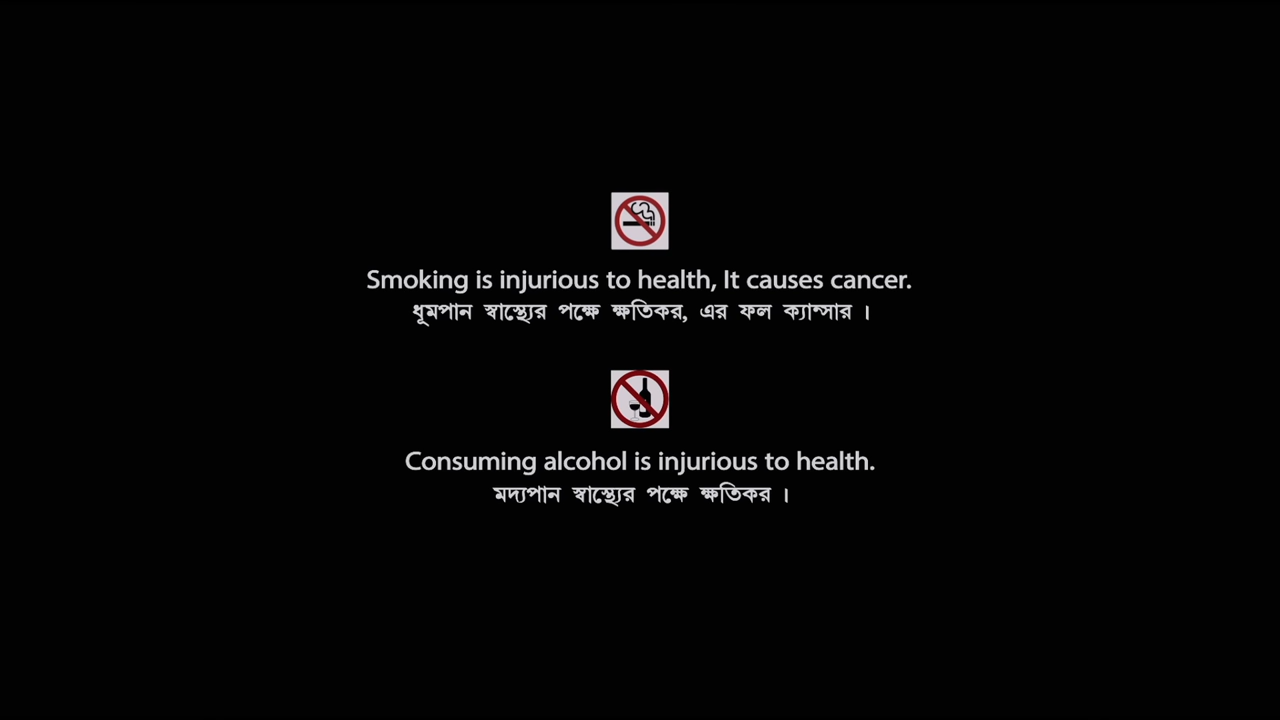 Smoking is injurious to health, It causes cancer.
ধূমপান স্বাস্থ্যের পক্ষে ক্ষতিকর, এর ফল ক্যান্সার ।
Consuming alcohol is injurious to health.
মদ্যপান স্বাস্থ্যের পক্ষে ক্ষতিকর ।